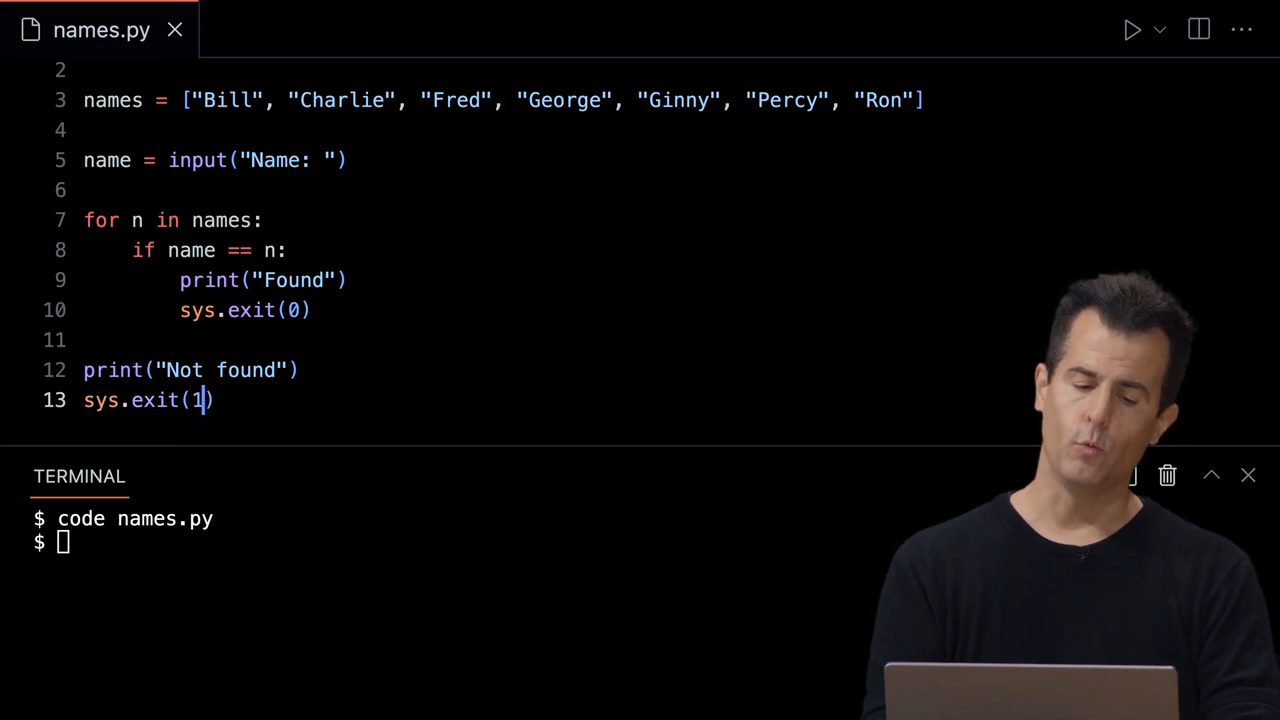 names.py
2
3 names = ["Bill", "Charlie", "Fred", "George", "Ginny", "Percy", "Ron"]
4
5 name = input("Name: ")
6
7 for n in names:
8     if name == n:
9         print("Found")
10         sys.exit(0)
11
12 print("Not found")
13 sys.exit(1)
TERMINAL
$ code names.py
$